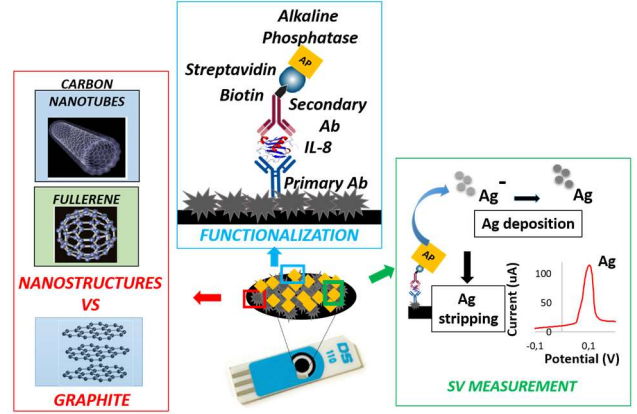 CARBON
NANOTUBES
FULLERENE
NANOSTRUCTURES
VS
GRAPHITE
Alkaline
Phosphatase
AP
Streptavidin
Biotin
Secondary
Ab
IL-8
Primary Ab
FUNCTIONALIZATION
DS
110
Ag - Ag
Ag deposition
AP
Ag
stripping
Current (uA)
100
50
0
Ag
-0,1
0,1
Potential (V)
SV MEASUREMENT